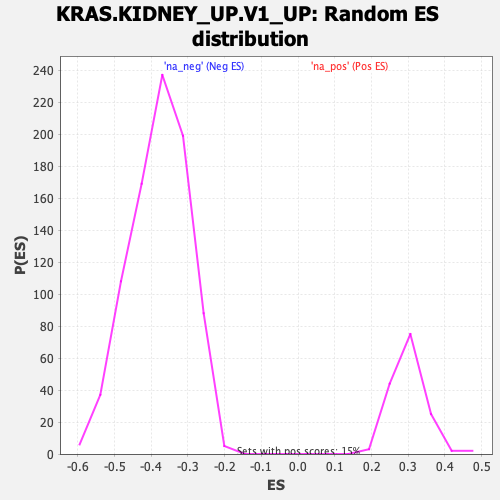 KRAS.KIDNEY_UP.V1_UP: Random ES
distribution
'na_neg' (Neg ES) 'na_pos' (Pos ES)
240
220
200
180
160
140
120
100
80
60
40
20
0
P(ES)
Sets with pos scores: 15%
-0.6 -0.5 -0.4 -0.3 -0.2 -0.1 0.0 0.1 0.2 0.3 0.4 0.5
ES